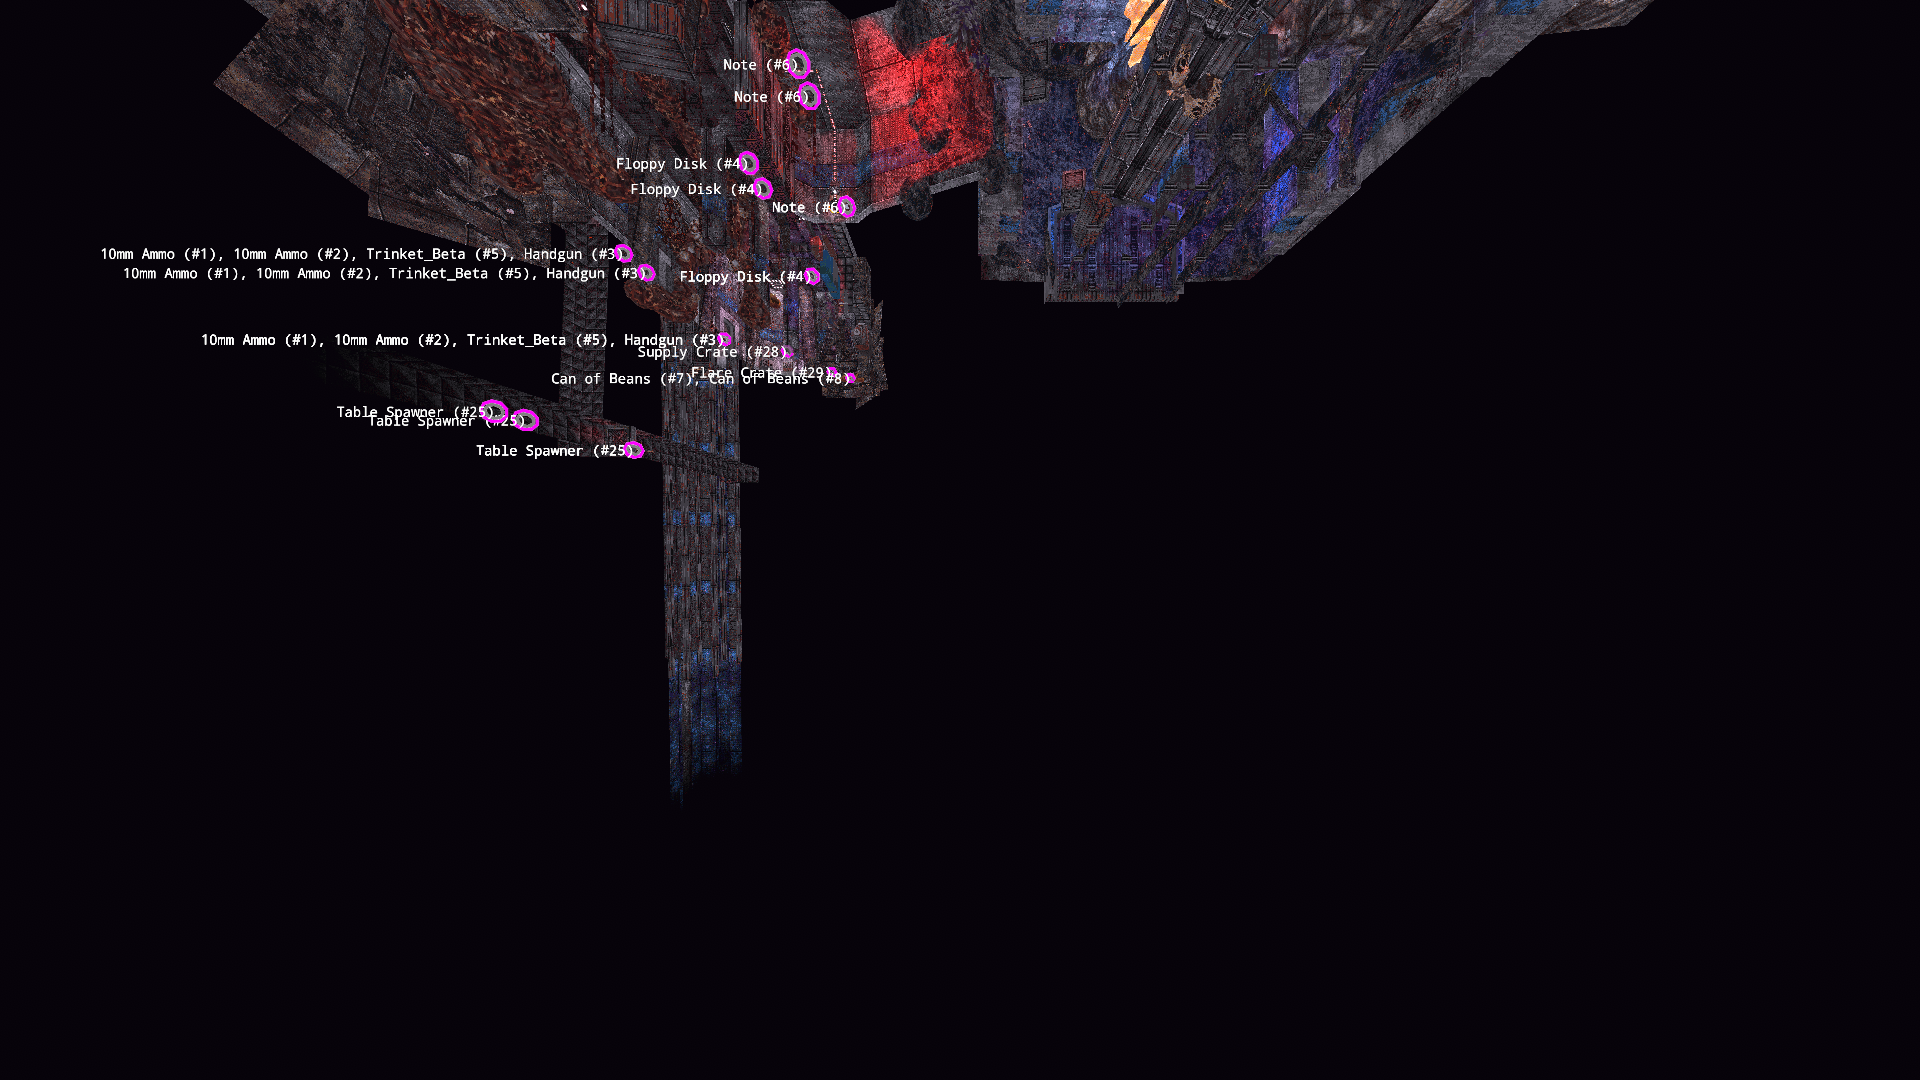 Note (#6)
Note (#6)
Floppy Disk (#4)
Floppy Disk (#4)
Note (#6)
10mm Ammo (#1), 10mm Ammo (#2), Trinket_Beta (#5), Handgun (#3)
10mm Ammo (#1), 10mm Ammo (#2), Trinket_Beta (#5), Handgun (#3)
Floppy Disk (#4)
10mm Ammo (#1), 10mm Ammo (#2), Trinket_Beta (#5), Handgun (#3)
Supply Crate (#28)
Flare Crate (#29)
Can of Beans (#7), Can of Beans (#8)
Table Spawner (#25)
Table Spawner (#25)
Table Spawner (#25)